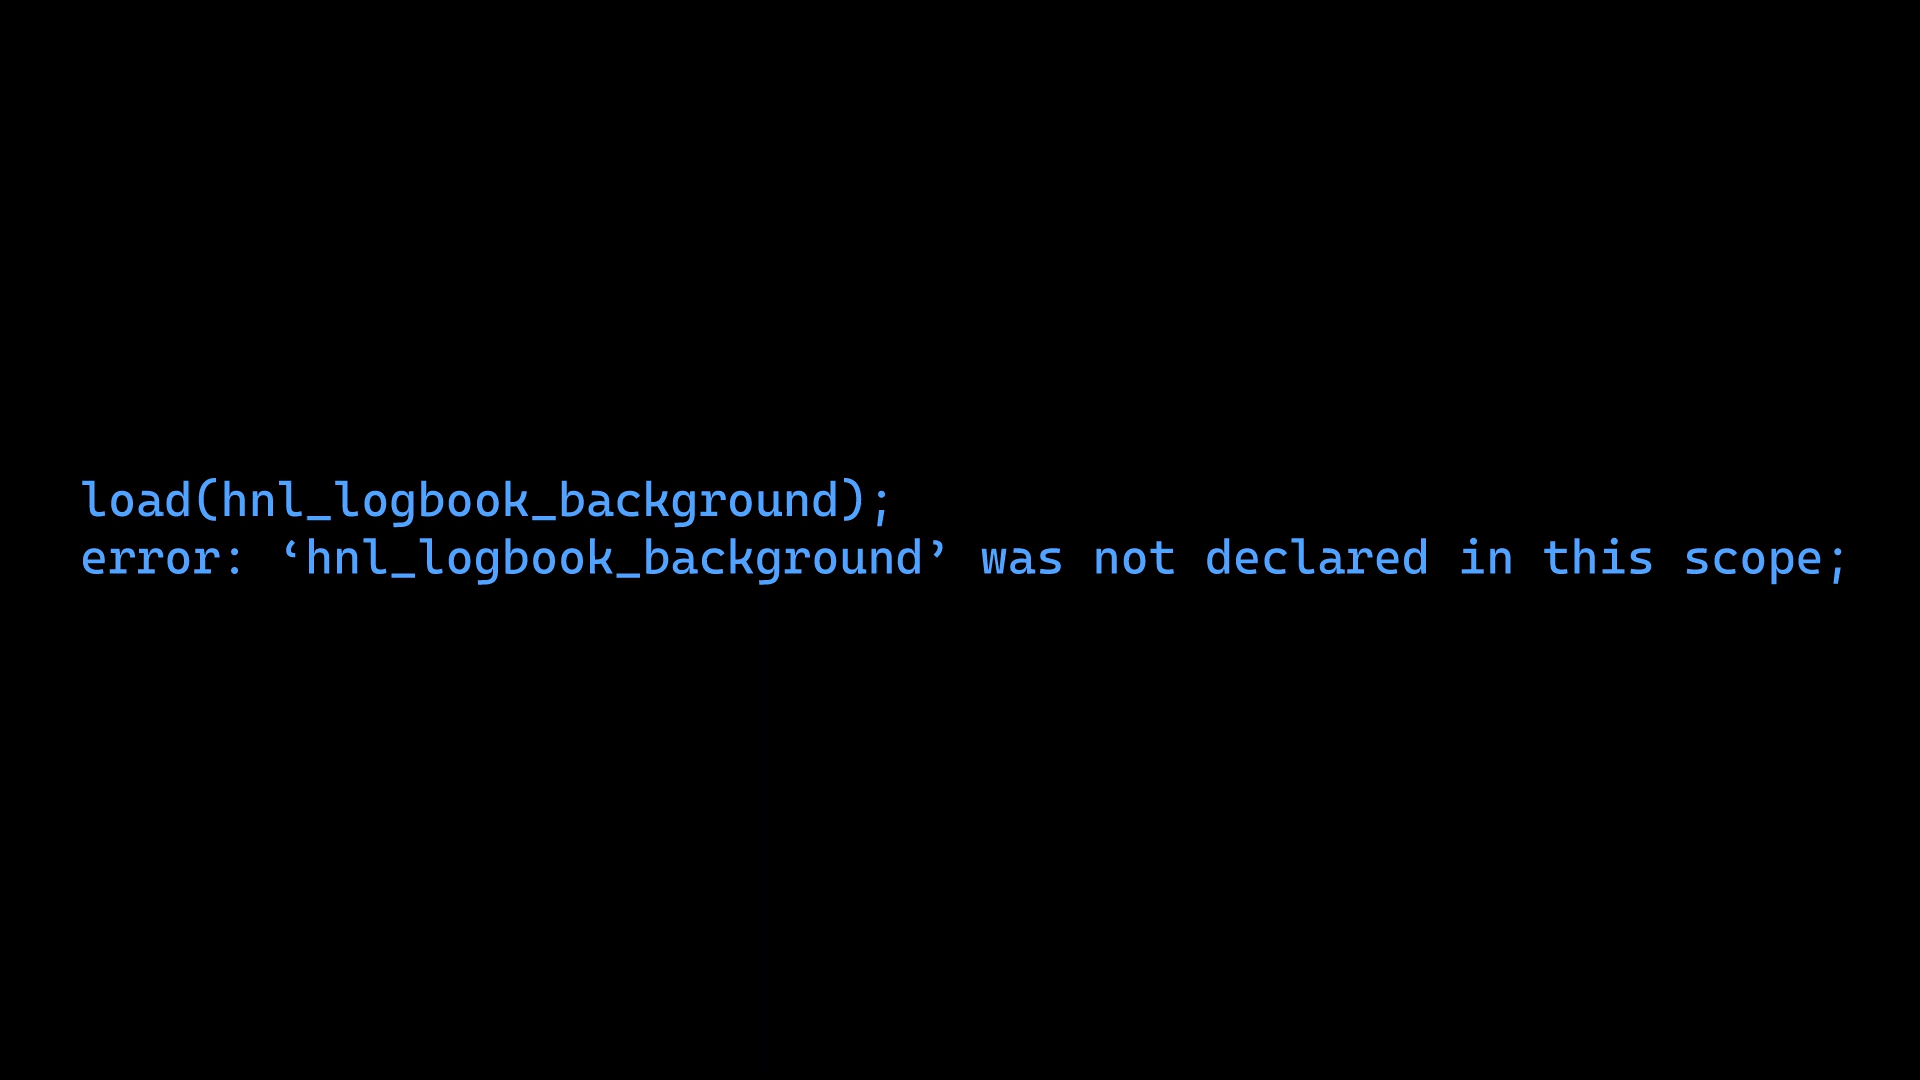 load(hnl_logbook_background);
error: ‘hnl_logbook_background’ was not declared in this scope;